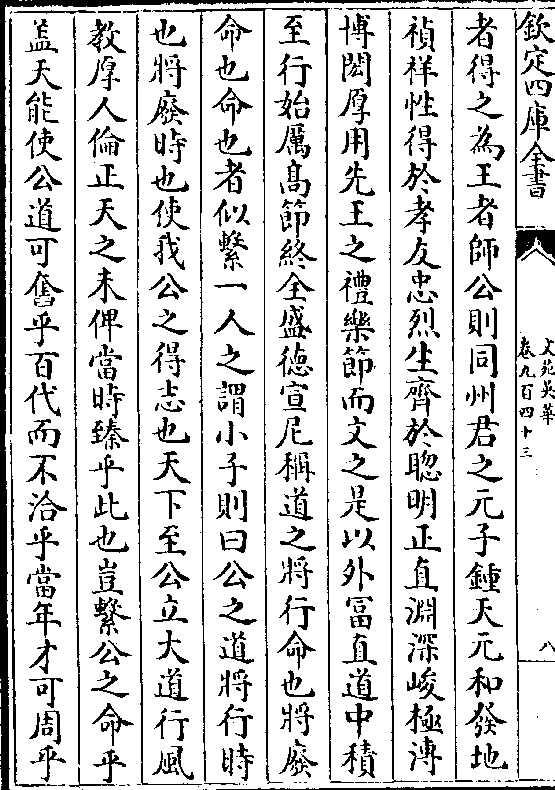 欽定四庫全書
文苑英華
卷九百四十三
八
者得之為王者師公則同州君之元子鍾天元和發地
禎祥性得於孝友忠烈生齊於聰明正直淵深峻極溥
博閎厚用先王之禮樂節而文之是以外冨直道中積
至行始厲髙節終全盛德宣尼稱道之將行命也將廢
命也命也者似繫一人之謂小子則曰公之道將行時
也將廢時也使我公之得志也天下至公立大道行風
教厚人倫正天之未俾當時臻乎此也豈繫公之命乎
盖天能使公道可舊乎百代而不洽乎當年才可周乎